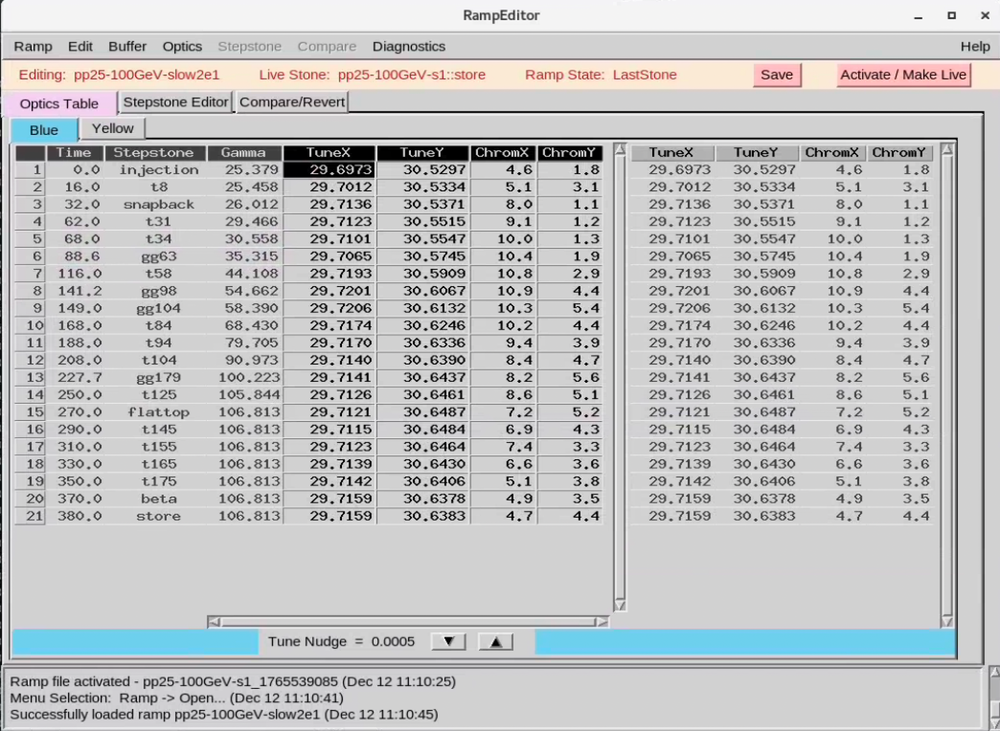 RampEditor
Ramp Edit Buffer Optics Stepstone Compare Diagnostics Help
Editing: pp25-100GeV-slow2e1 Live Stone: pp25-100GeV-s1::store Ramp State: LastStone Save Activate / Make Live
Optics Table Stepstone Editor Compare/Revert
Blue Yellow
Time Stepstone Gamma TuneX TuneY ChromX ChromY TuneX TuneY ChromX ChromY
1 0.0 injection 25.379 29.6973 30.5297 4.6 1.8 29.6973 30.5297 4.6 1.8
2 16.0 t8 25.458 29.7012 30.5334 5.1 3.1 29.7012 30.5334 5.1 3.1
3 32.0 snapback 26.012 29.7136 30.5371 8.0 1.1 29.7136 30.5371 8.0 1.1
4 62.0 t31 29.466 29.7123 30.5515 9.1 1.2 29.7123 30.5515 9.1 1.2
5 68.0 t34 30.558 29.7101 30.5547 10.0 1.3 29.7101 30.5547 10.0 1.3
6 88.6 gg63 35.315 29.7065 30.5745 10.4 1.9 29.7065 30.5745 10.4 1.9
7 116.0 t58 44.108 29.7193 30.5909 10.8 2.9 29.7193 30.5909 10.8 2.9
8 141.2 gg98 54.662 29.7201 30.6067 10.9 4.4 29.7201 30.6067 10.9 4.4
9 149.0 gg104 58.390 29.7206 30.6132 10.3 5.4 29.7206 30.6132 10.3 5.4
10 168.0 t84 68.430 29.7174 30.6246 10.2 4.4 29.7174 30.6246 10.2 4.4
11 188.0 t94 79.705 29.7170 30.6336 9.4 3.9 29.7170 30.6336 9.4 3.9
12 208.0 t104 90.973 29.7140 30.6390 8.4 4.7 29.7140 30.6390 8.4 4.7
13 227.7 gg179 100.223 29.7141 30.6437 8.2 5.6 29.7141 30.6437 8.2 5.6
14 250.0 t125 105.844 29.7126 30.6461 8.6 5.1 29.7126 30.6461 8.6 5.1
15 270.0 flattop 106.813 29.7121 30.6487 7.2 5.2 29.7121 30.6487 7.2 5.2
16 290.0 t145 106.813 29.7115 30.6484 6.9 4.3 29.7115 30.6484 6.9 4.3
17 310.0 t155 106.813 29.7123 30.6464 7.4 3.3 29.7123 30.6464 7.4 3.3
18 330.0 t165 106.813 29.7139 30.6430 6.6 3.6 29.7139 30.6430 6.6 3.6
19 350.0 t175 106.813 29.7142 30.6406 5.1 3.8 29.7142 30.6406 5.1 3.8
20 370.0 beta 106.813 29.7159 30.6378 4.9 3.5 29.7159 30.6378 4.9 3.5
21 380.0 store 106.813 29.7159 30.6383 4.7 4.4 29.7159 30.6383 4.7 4.4
Tune Nudge = 0.0005
Ramp file activated - pp25-100GeV-s1_1765539085 (Dec 12 11:10:25)
Menu Selection: Ramp -> Open... (Dec 12 11:10:41)
Successfully loaded ramp pp25-100GeV-slow2e1 (Dec 12 11:10:45)